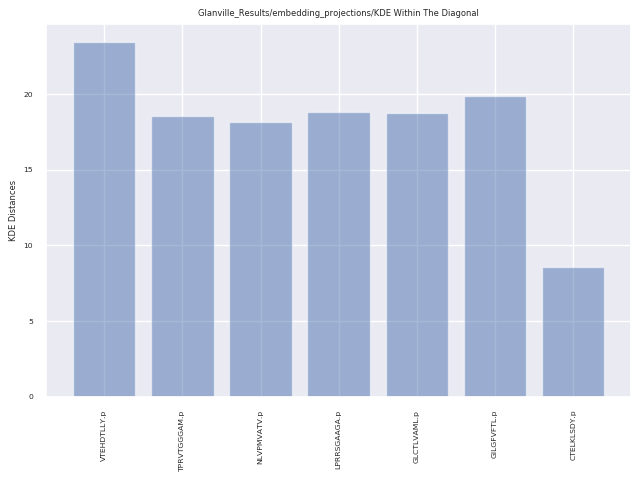 Glanville_Results/embedding_projections/KDE Within The Diagonal
KDE Distances
20
15
10
5
0
VTEHDTLLY.p
TPRVTGGGAM.p
NLVPMVATV.p
LPRRSGAAGA.p
GLCTLVAML.p
GILGFVFTL.p
CTELKLSDY.p